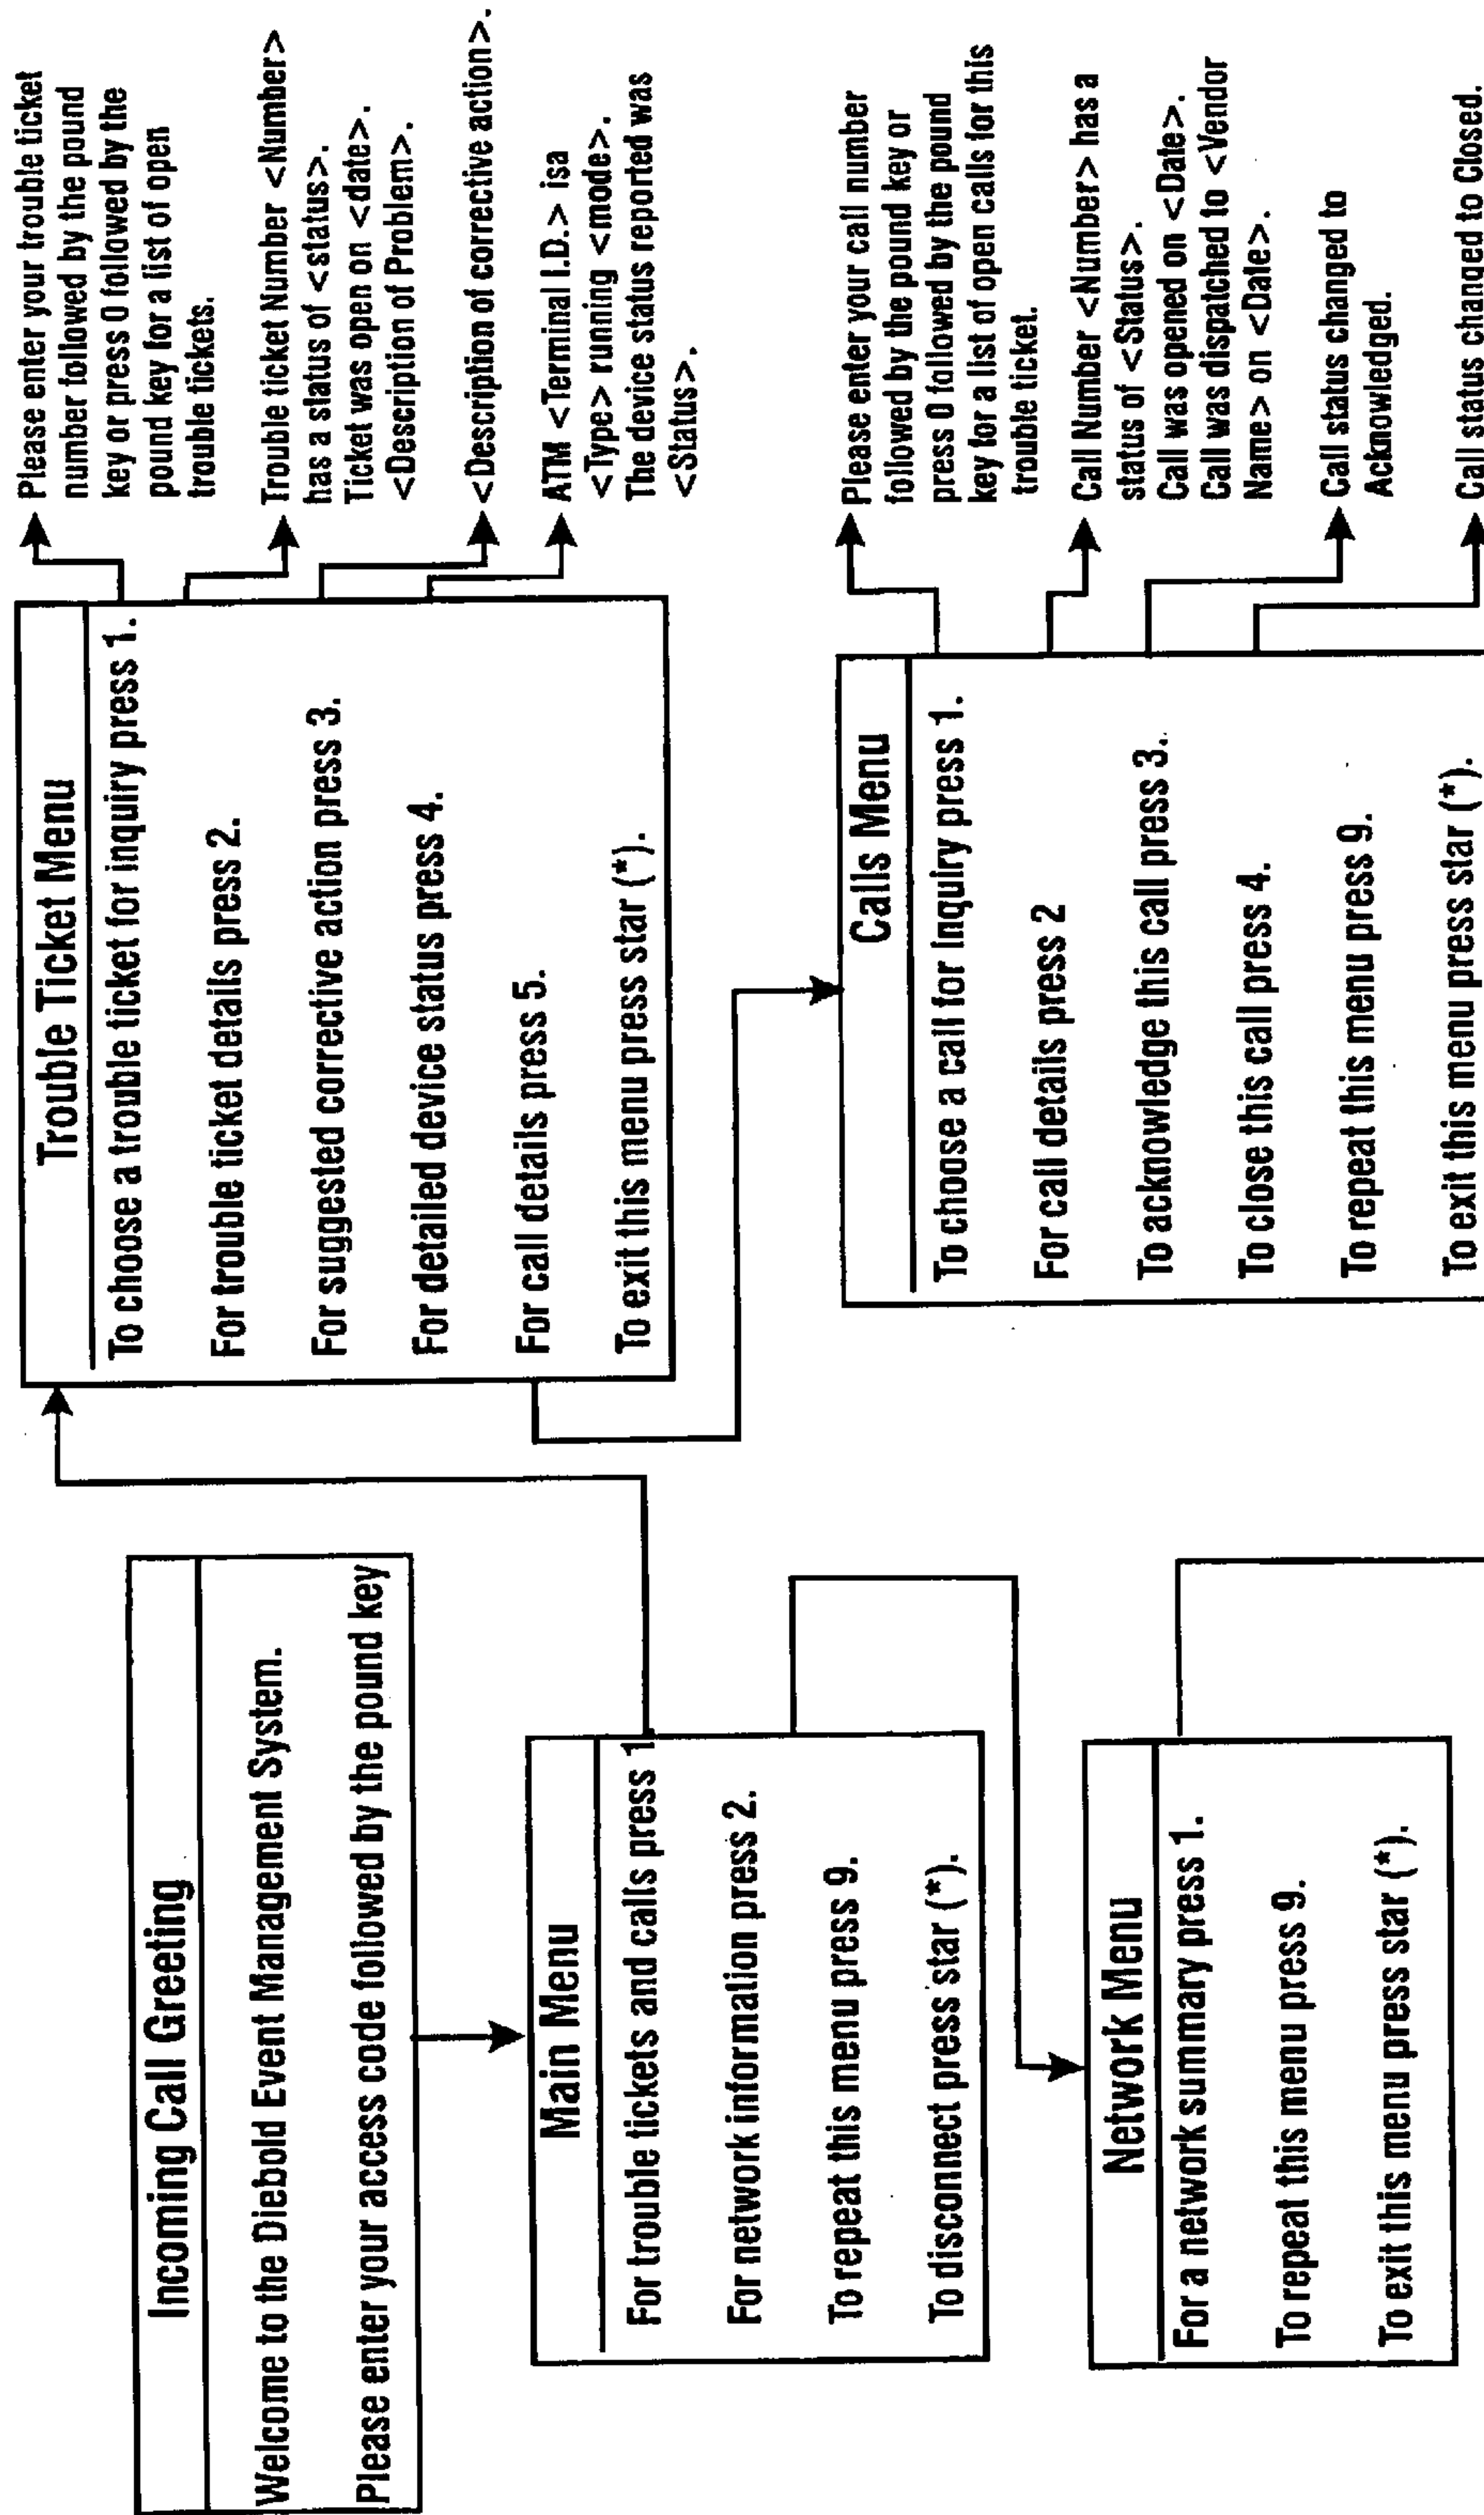 Incoming Call Greeting
Welcome to the Diebold Event Management System.
Please enter your access code followed by the pound key
Main Menu
For trouble tickets and calls press 1
For network information press 2.
To repeat this menu press 9.
To disconnect press star (*).
Network Menu
For a network summary press 1.
To repeat this menu press 9.
To exit this menu press star (*).
Trouble Ticket Menu
To choose a trouble ticket for inquiry press 1.
For trouble ticket details press 2.
For suggested corrective action press 3.
For detailed device status press 4.
For call details press 5.
To exit this menu press star (*).
Please enter your trouble ticket
number followed by the pound
key or press 0 followed by the
pound key for a list of open
trouble tickets.
Trouble ticket Number <Number>
has a status of <status>.
Ticket was open on <date>.
<Description of Problem>.
<Description of corrective action>.
ATM <Terminal I.D.> isa
<Type> running <mode>.
The device status reported was
<Status>.
Calls Menu
To choose a call for inquiry press 1.
For call details press 2
To acknowledge this call press 3.
To close this call press 4.
To repeat this menu press 9.
To exit this menu press star (*).
Please enter your call number
followed by the pound key or
press 0 followed by the pound
key for a list of open calls for this
trouble ticket.
Call Number <Number> has a
status of <Status>.
Call was opened on <Date>.
Call was dispatched to <Vendor
Name> on <Date>.
Call status changed to
Acknowledged.
Call status changed to Closed.